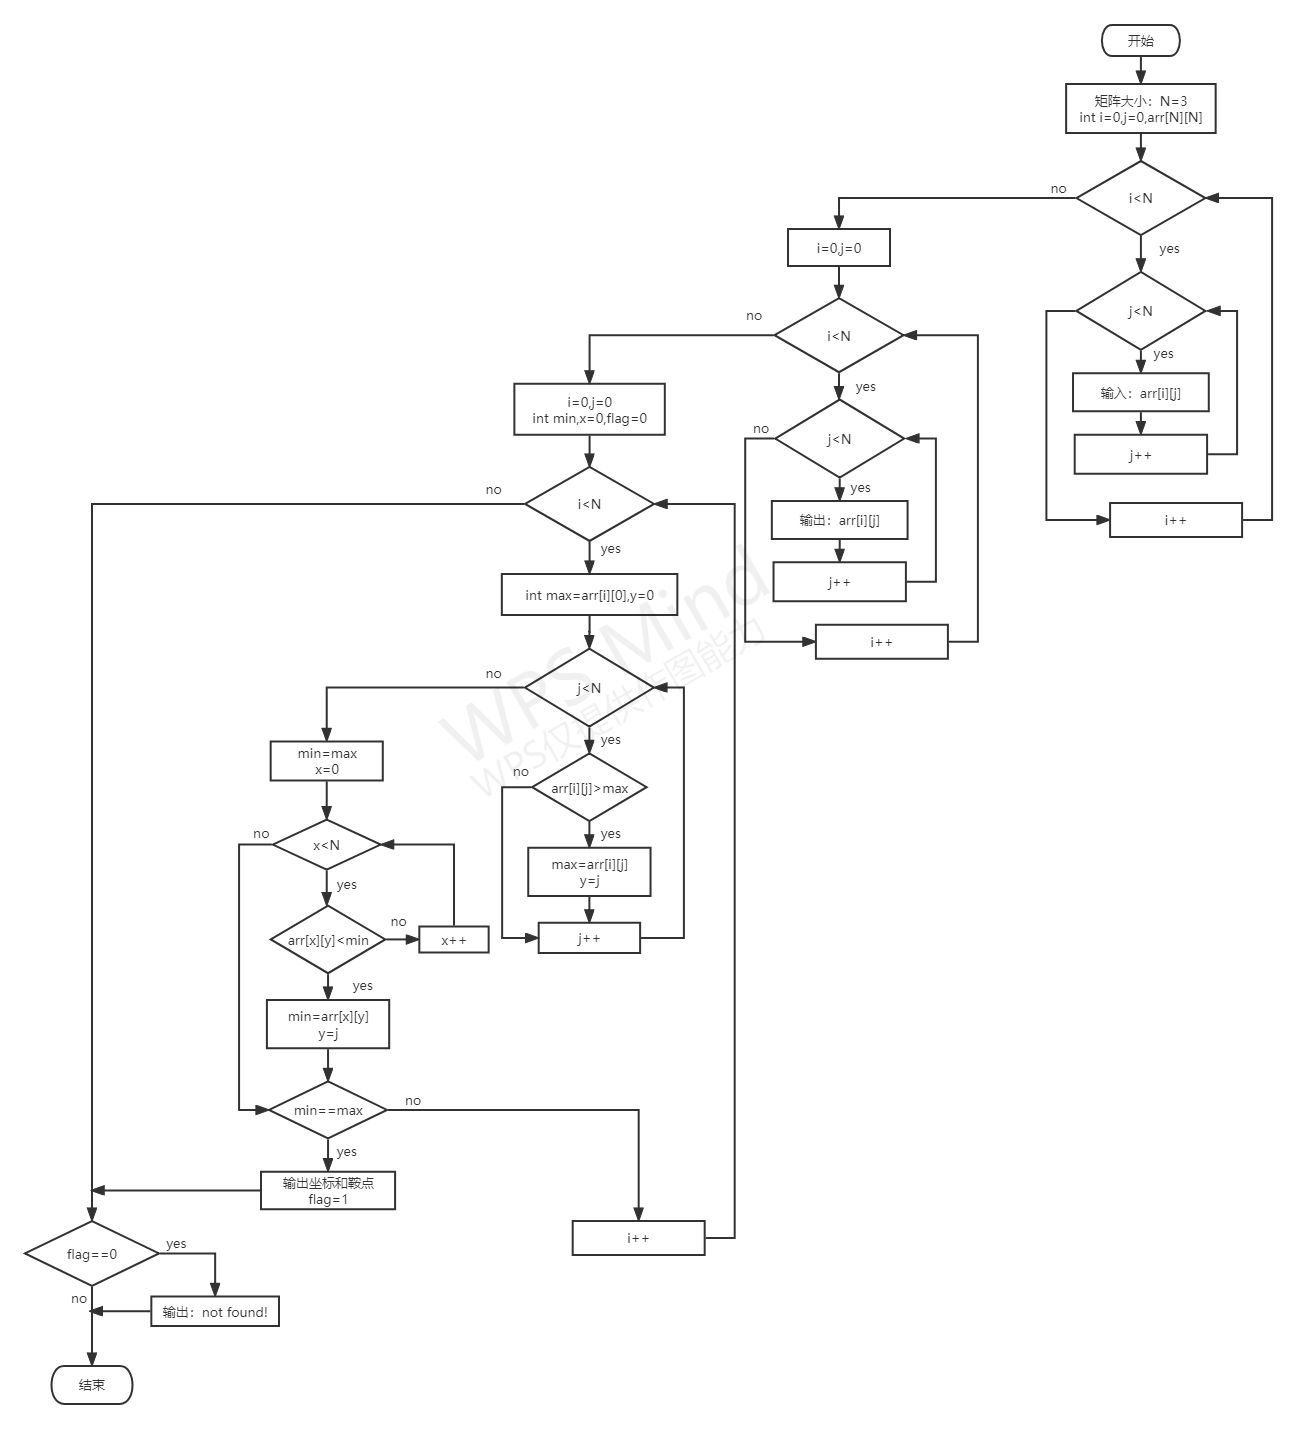 开始
矩阵大小：N=3
int i=0,j=0,arr[N][N]
i<N
no
yes
j<N
yes
输入：arr[i][j]
j++
i++
i=0,j=0
i<N
no
yes
j<N
no
yes
输出：arr[i][j]
j++
i++
i=0,j=0
int min,x=0,flag=0
i<N
no
yes
int max=arr[i][0],y=0
j<N
no
yes
arr[i][j]>max
no
yes
max=arr[i][j]
y=j
j++
min=max
x=0
x<N
no
yes
arr[x][y]<min
no
x++
yes
min=arr[x][y]
y=j
min==max
no
yes
输出坐标和鞍点
flag=1
i++
flag==0
yes
no
输出：not found!
结束
WPS Mind
WPS仅提供作图能力